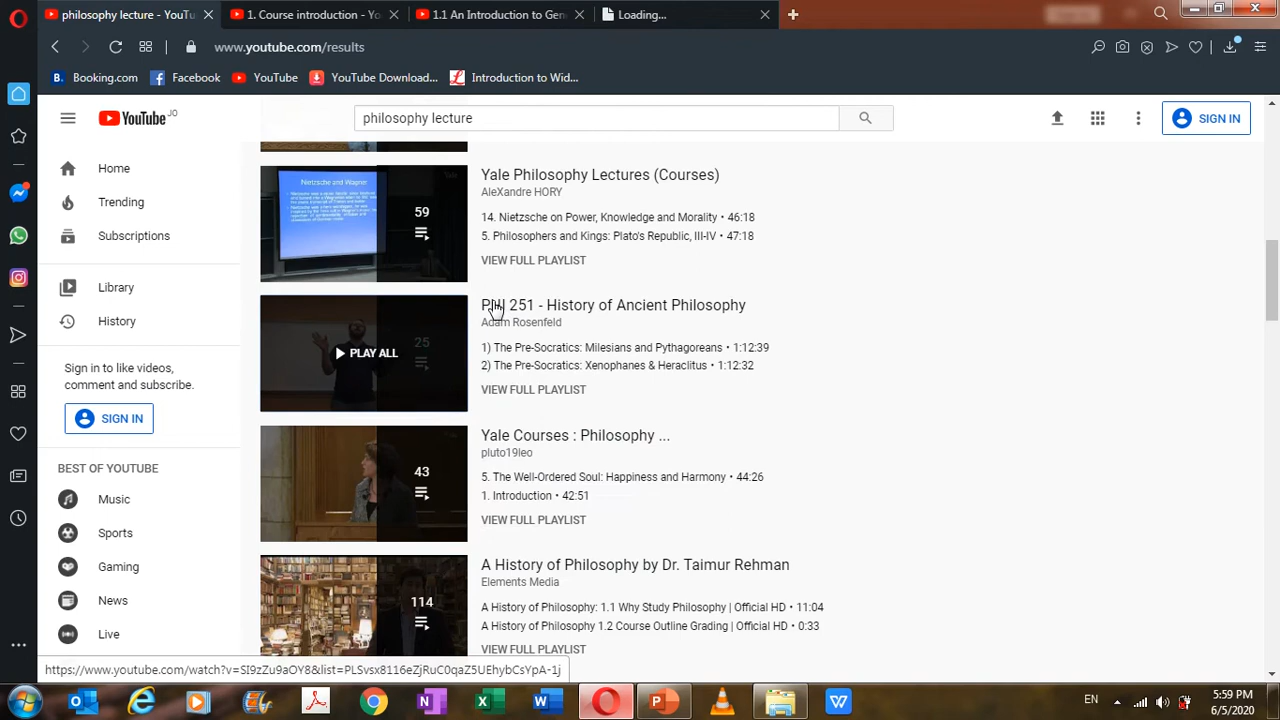 philosophy lecture - YouTu
1. Course introduction - Yo
1.1 An Introduction to Gen
Loading...
www.youtube.com/results
B. Booking.com
Facebook
YouTube
YouTube Download...
Introduction to Wid...
YouTube JO
philosophy lecture
SIGN IN
Home
Trending
Subscriptions
Library
History
Sign in to like videos,
comment and subscribe.
SIGN IN
BEST OF YOUTUBE
Music
Sports
Gaming
News
Live
Nietzsche and Wagner
59
Yale Philosophy Lectures (Courses)
AleXandre HORY
14. Nietzsche on Power, Knowledge and Morality • 46:18
5. Philosophers and Kings: Plato's Republic, III-IV • 47:18
VIEW FULL PLAYLIST
25
PLAY ALL
PHI 251 - History of Ancient Philosophy
Adam Rosenfeld
1) The Pre-Socratics: Milesians and Pythagoreans • 1:12:39
2) The Pre-Socratics: Xenophanes & Heraclitus • 1:12:32
VIEW FULL PLAYLIST
43
Yale Courses : Philosophy ...
pluto19leo
5. The Well-Ordered Soul: Happiness and Harmony • 44:26
1. Introduction • 42:51
VIEW FULL PLAYLIST
114
A History of Philosophy by Dr. Taimur Rehman
Elements Media
A History of Philosophy: 1.1 Why Study Philosophy | Official HD • 11:04
A History of Philosophy 1.2 Course Outline Grading | Official HD • 0:33
VIEW FULL PLAYLIST
https://www.youtube.com/watch?v=SI9zZu9aOY8&list=PLSvsx8116eZjRuC0qaZ5UEhybCsYpA-1j
EN
5:59 PM
6/5/2020